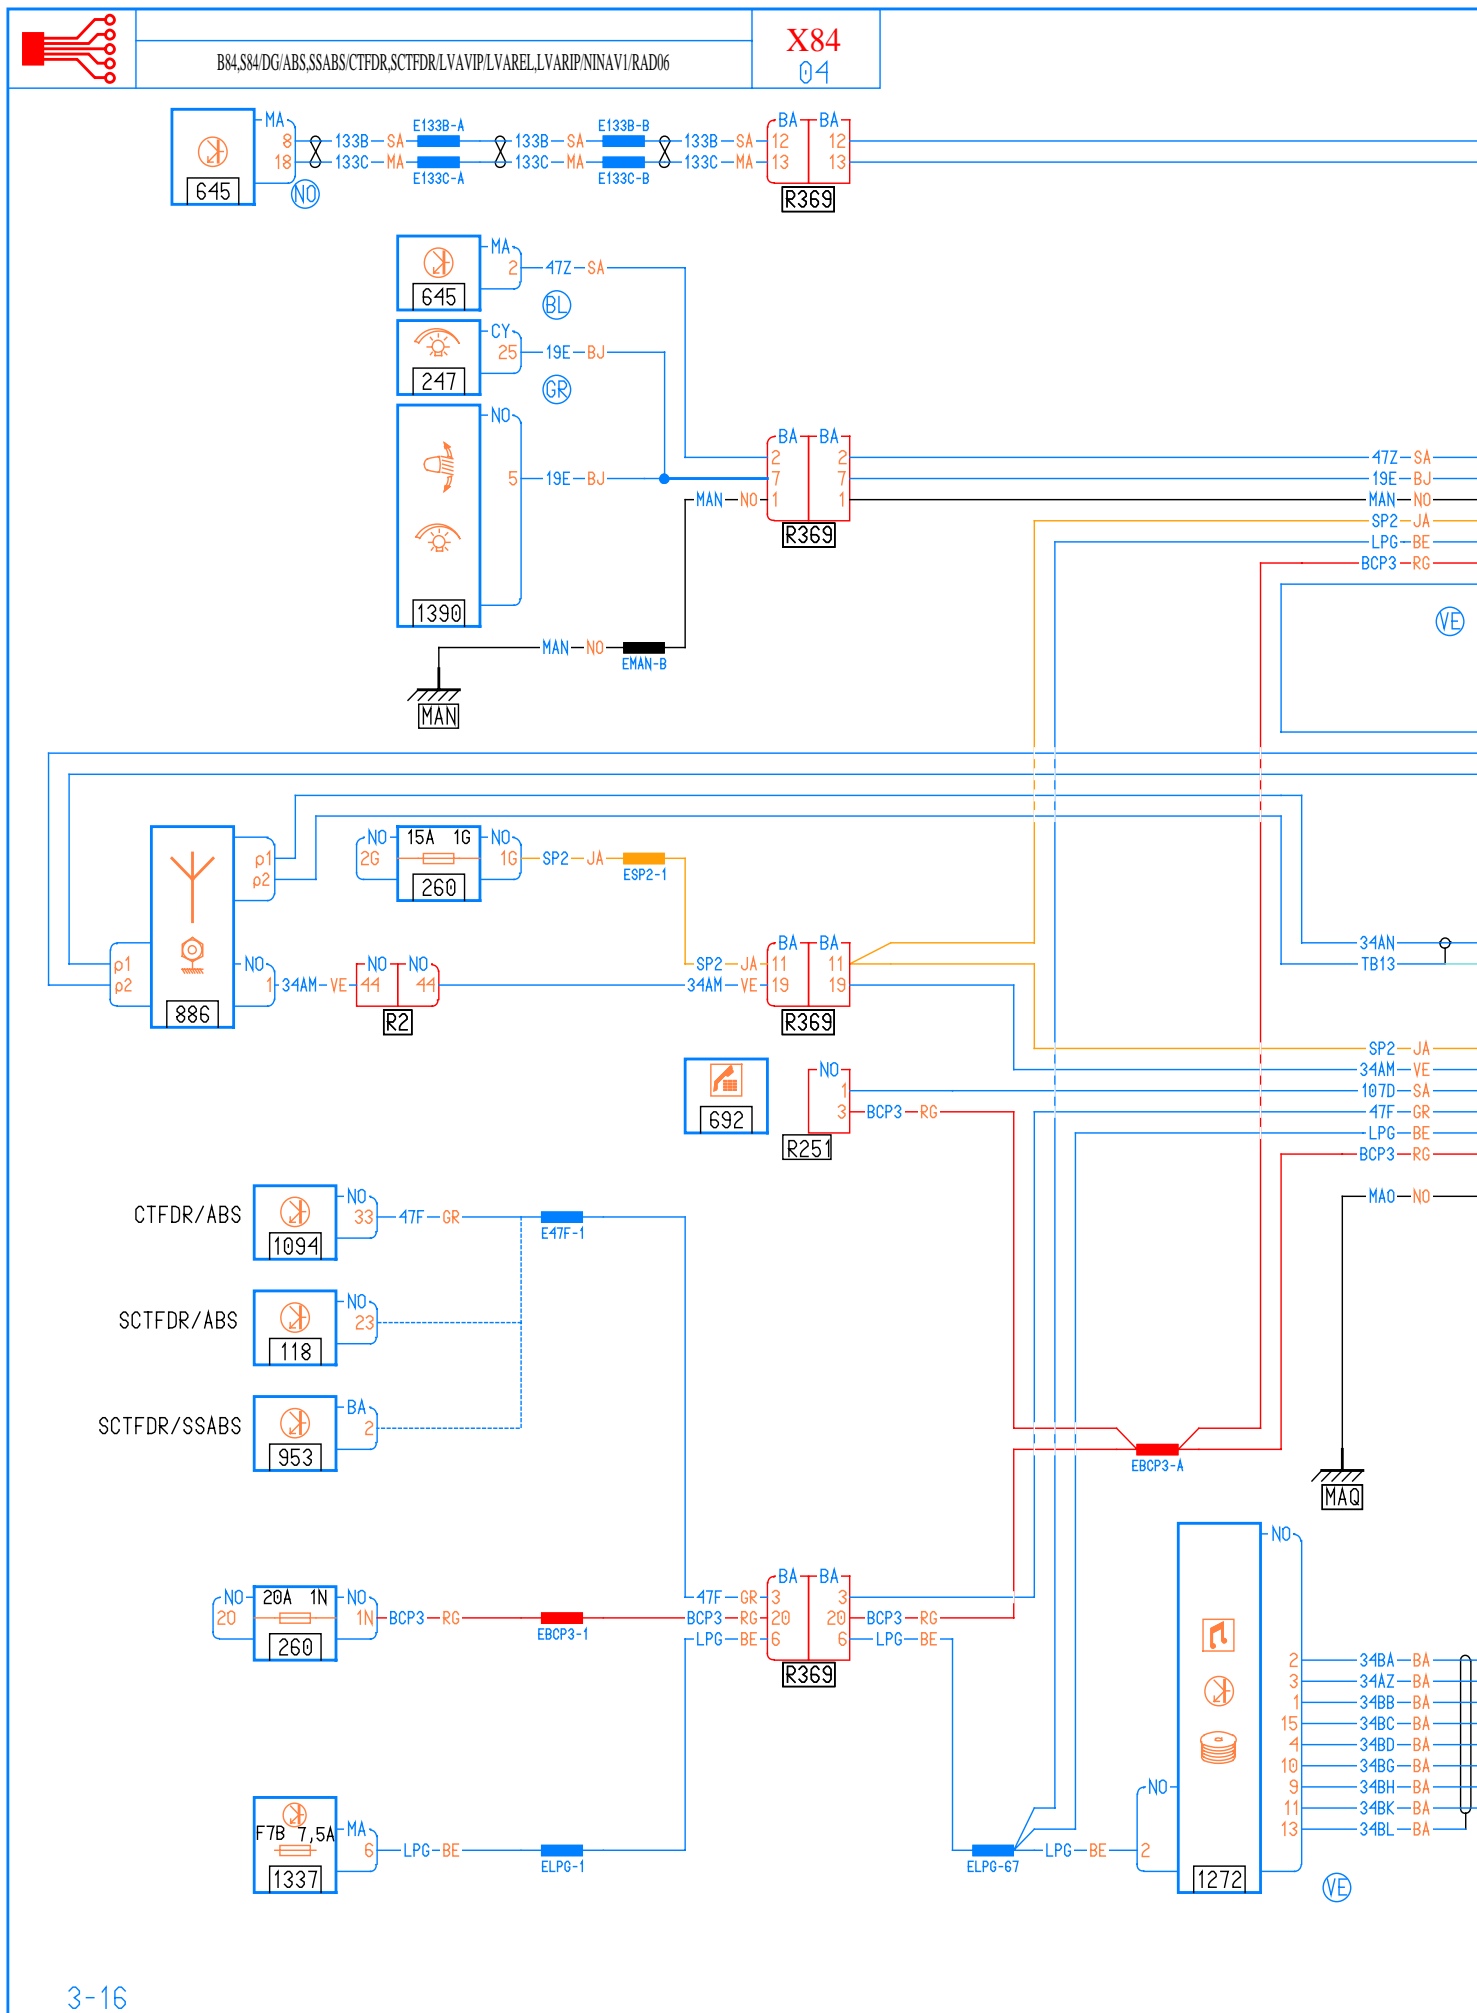 B84,S84/DG/ABS,SSABS/CTFDR,SCTFDR/LVAVIP/LVAREL,LVARIP/NINAV1/RAD06
X84
04
MA
8 133B SA E133B-A 133B SA E133B-B 133B SA
18 133C MA E133C-A 133C MA E133C-B 133C MA
645
NO
BA BA
12 12
13 13
R369
MA
2 47Z SA
645
BL
CY
25 19E BJ
247
GR
NO
5 19E BJ
1390
BA BA
2 2
7 7
MAN NO 1 1
R369
47Z SA
19E BJ
MAN NO
SP2 JA
LPG BE
BCP3 RG
VE
MAN NO EMAN-B
MAN
p1
p2
p1
p2
NO
1 34AM VE
886
NO 15A 1G NO
2G 1G SP2 JA ESP2-1
260
NO NO
44 44
R2
BA BA
SP2 JA 11 11
34AM VE 19 19
R369
34AN
TB13
692
NO
1
3 BCP3 RG
R251
SP2 JA
34AM VE
107D SA
47F GR
LPG BE
BCP3 RG
MAO NO
CTFDR/ABS
NO
33 47F GR E47F-1
1094
SCTFDR/ABS
NO
23
118
SCTFDR/SSABS
BA
2
953
EBCP3-A
MAQ
NO 20A 1N NO
20 1N BCP3 RG EBCP3-1
260
BA BA
47F GR 3 3
BCP3 RG 20 20 BCP3 RG
LPG BE 6 6 LPG BE
R369
F7B 7,5A
MA
6 LPG BE ELPG-1
1337
ELPG-67 LPG BE
NO
2
NO
2 34BA BA
3 34AZ BA
1 34BB BA
15 34BC BA
4 34BD BA
10 34BG BA
9 34BH BA
11 34BK BA
13 34BL BA
1272
VE
3-16